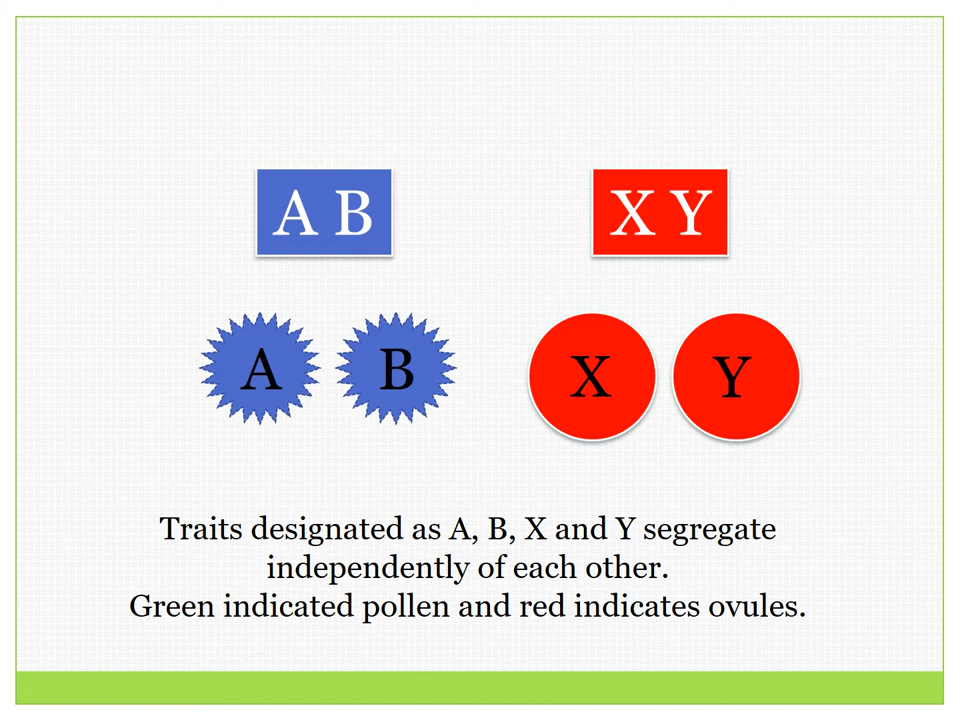 A B
X Y
A
B
X
Y
Traits designated as A, B, X and Y segregate
independently of each other.
Green indicated pollen and red indicates ovules.